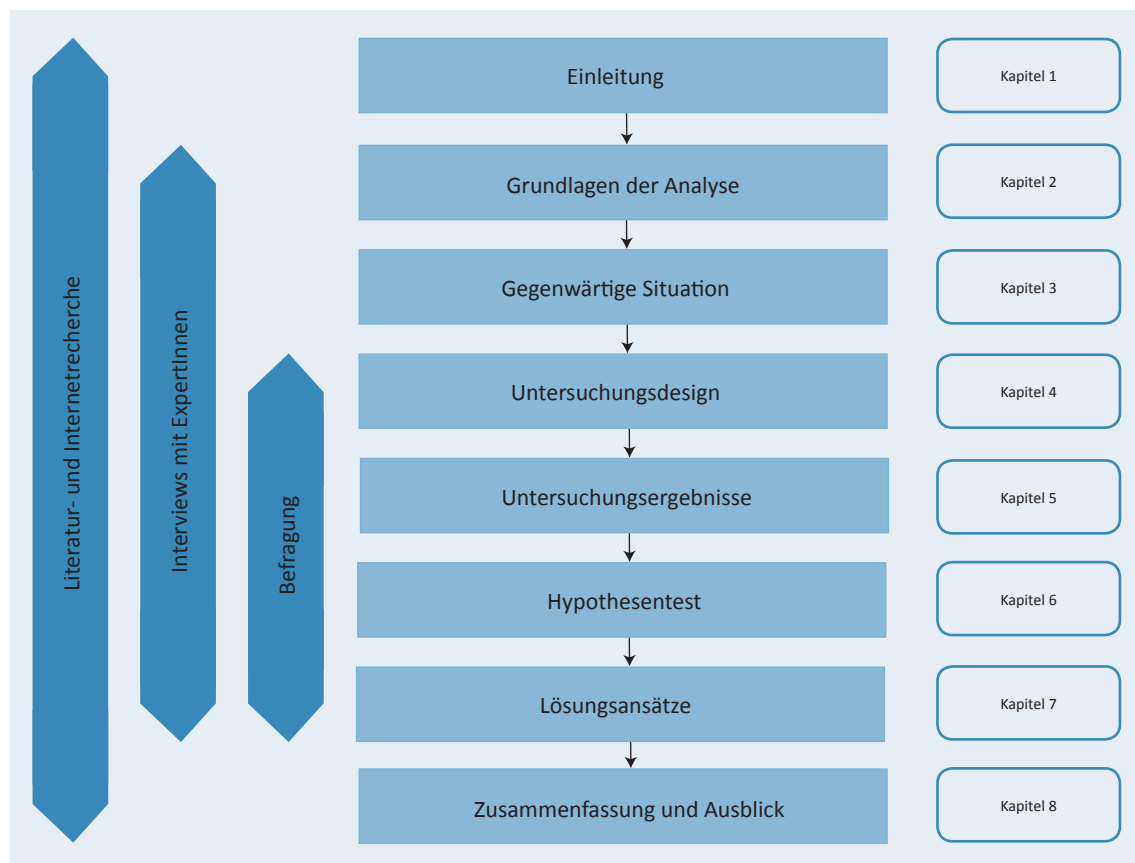 Literatur- und Internetrecherche
Interviews mit ExpertInnen
Befragung
Einleitung
Kapitel 1
Grundlagen der Analyse
Kapitel 2
Gegenwärtige Situation
Kapitel 3
Untersuchungsdesign
Kapitel 4
Untersuchungsergebnisse
Kapitel 5
Hypothesentest
Kapitel 6
Lösungsansätze
Kapitel 7
Zusammenfassung und Ausblick
Kapitel 8